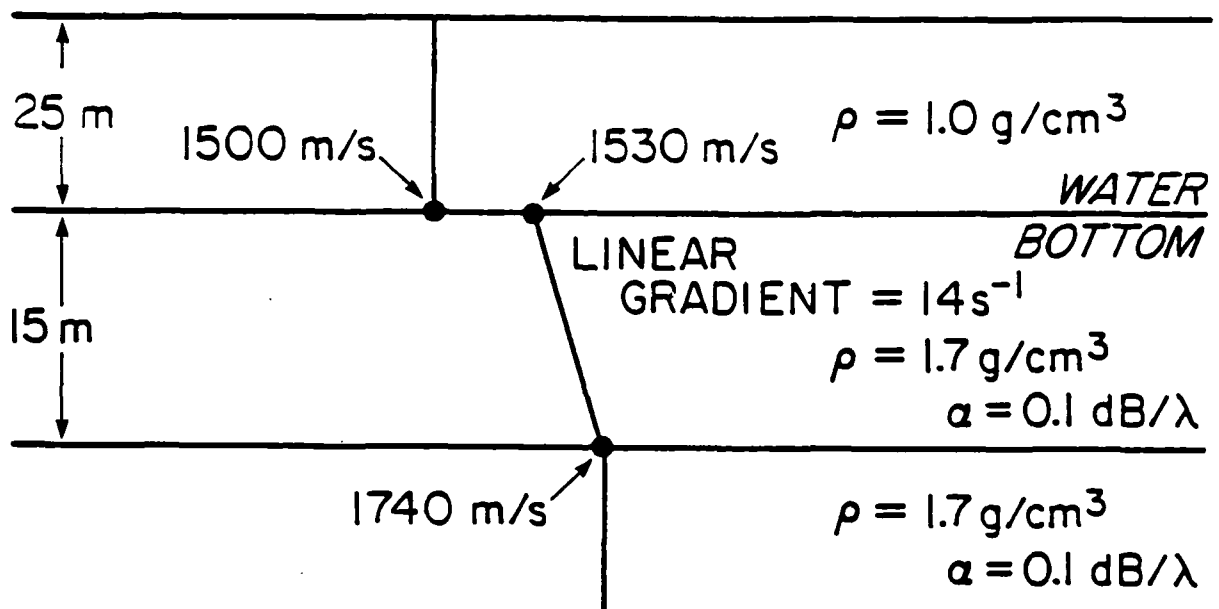 25 m
1500 m/s
1530 m/s
ρ = 1.0 g/cm³
WATER
BOTTOM
LINEAR
GRADIENT = 14 s⁻¹
15 m
ρ = 1.7 g/cm³
α = 0.1 dB/λ
1740 m/s
ρ = 1.7 g/cm³
α = 0.1 dB/λ